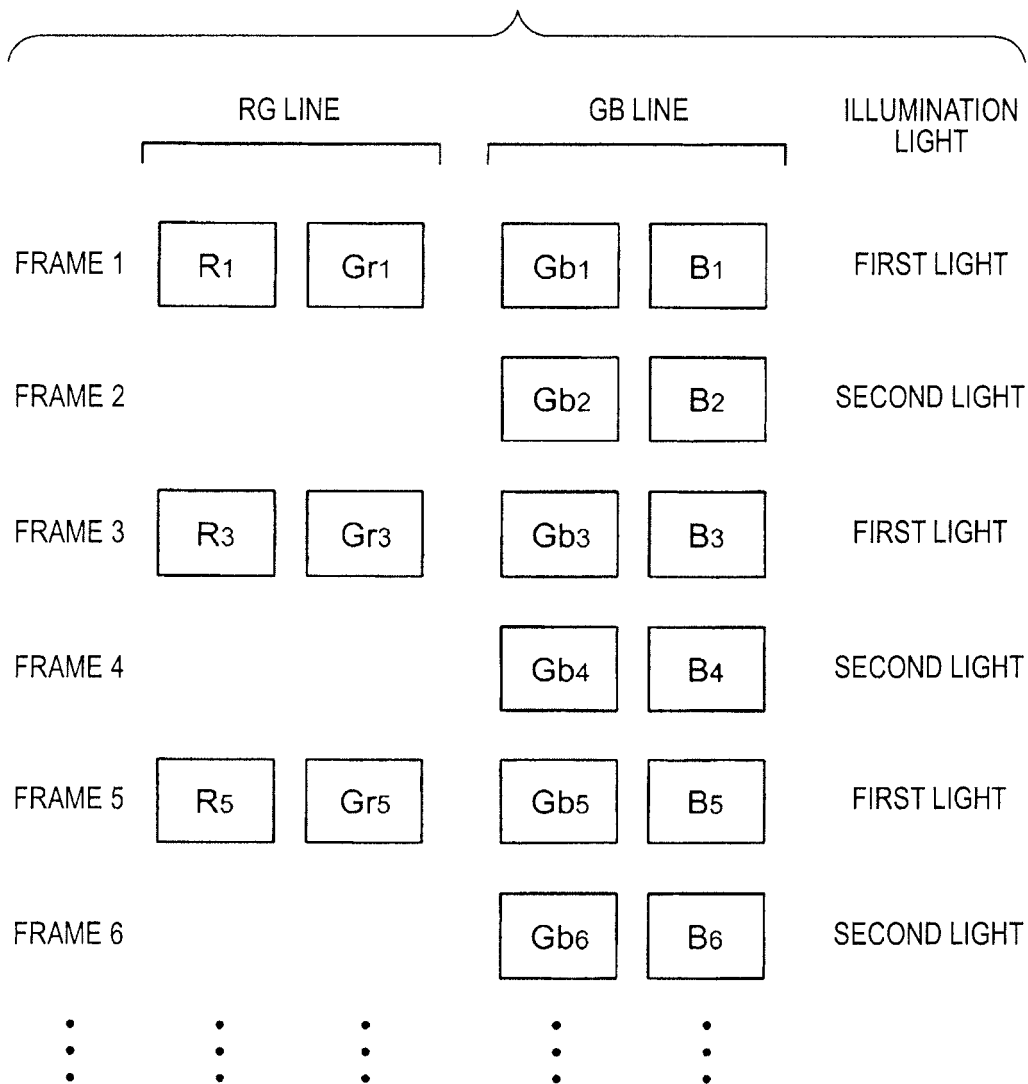 RG LINE GB LINE ILLUMINATION
LIGHT
FRAME 1 R1 Gr1 Gb1 B1 FIRST LIGHT
FRAME 2 Gb2 B2 SECOND LIGHT
FRAME 3 R3 Gr3 Gb3 B3 FIRST LIGHT
FRAME 4 Gb4 B4 SECOND LIGHT
FRAME 5 R5 Gr5 Gb5 B5 FIRST LIGHT
FRAME 6 Gb6 B6 SECOND LIGHT